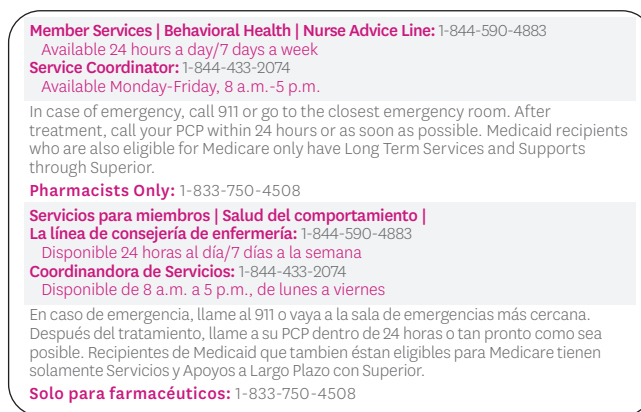 Member Services | Behavioral Health | Nurse Advice Line: 1-844-590-4883
Available 24 hours a day/7 days a week
Service Coordinator: 1-844-433-2074
Available Monday-Friday, 8 a.m.-5 p.m.
In case of emergency, call 911 or go to the closest emergency room. After
treatment, call your PCP within 24 hours or as soon as possible. Medicaid recipients
who are also eligible for Medicare only have Long Term Services and Supports
through Superior.
Pharmacists Only: 1-833-750-4508
Servicios para miembros | Salud del comportamiento |
La línea de consejería de enfermería: 1-844-590-4883
Disponible 24 horas al día/7 días a la semana
Coordinandora de Servicios: 1-844-433-2074
Disponible de 8 a.m. a 5 p.m., de lunes a viernes
En caso de emergencia, llame al 911 o vaya a la sala de emergencias más cercana.
Después del tratamiento, llame a su PCP dentro de 24 horas o tan pronto como sea
posible. Recipientes de Medicaid que tambien éstan eligibles para Medicare tienen
solamente Servicios y Apoyos a Largo Plazo con Superior.
Solo para farmacéuticos: 1-833-750-4508